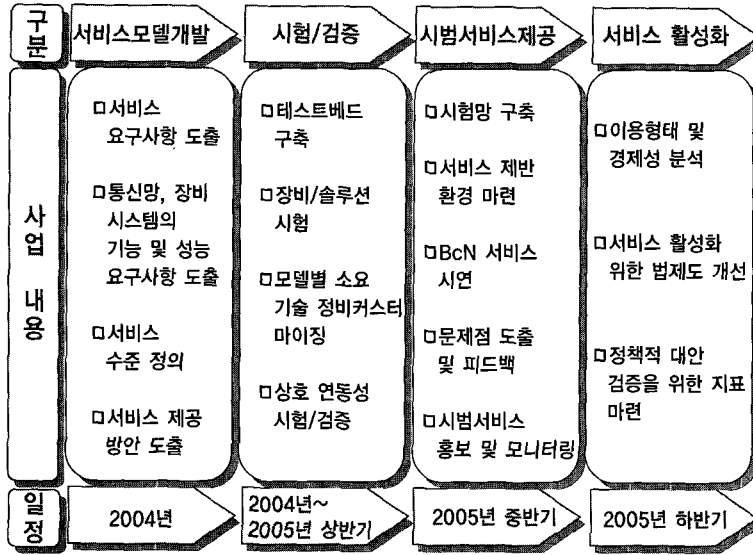 구분
서비스모델개발
시험/검증
시범서비스제공
서비스 활성화
사업 내용
□서비스
요구사항 도출
□통신망, 장비
시스템의
기능 및 성능
요구사항 도출
□서비스
수준 정의
□서비스 제공
방안 도출
□테스트베드
구축
□장비/솔루션
시험
□모델별 소요
기술 정비커스터
마이징
□상호 연동성
시험/검증
□시험망 구축
□서비스 제반
환경 마련
□BcN 서비스
시연
□문제점 도출
및 피드백
□시범서비스
홍보 및 모니터링
□이용형태 및
경제성 분석
□서비스 활성화
위한 법제도 개선
□정책적 대안
검증을 위한 지표
마련
일정
2004년
2004년~
2005년 상반기
2005년 중반기
2005년 하반기